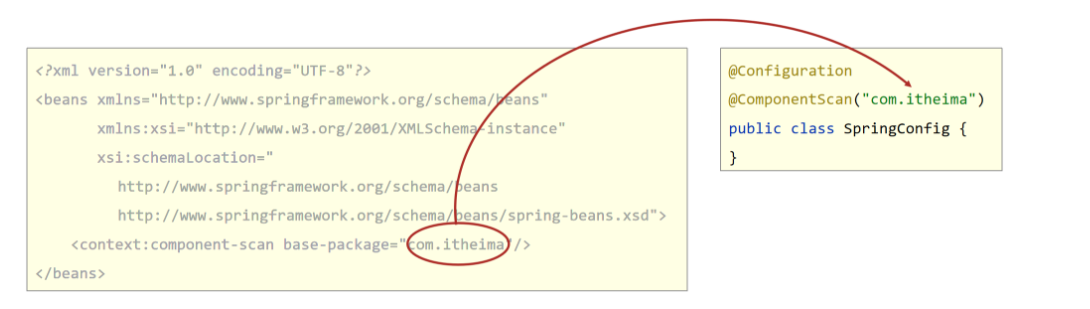 <?xml version="1.0" encoding="UTF-8"?>
<beans xmlns="http://www.springframework.org/schema/beans"
xmlns:xsi="http://www.w3.org/2001/XMLSchema-instance"
xsi:schemaLocation="
http://www.springframework.org/schema/beans
http://www.springframework.org/schema/beans/spring-beans.xsd">
<context:component-scan base-package="com.itheima"/>
</beans>
@Configuration
@ComponentScan("com.itheima")
public class SpringConfig {
}